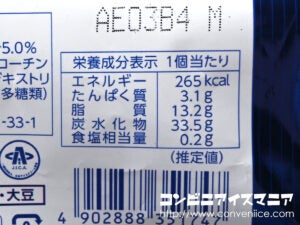 AE03B4 M
5.0%
コーチン
デキストリ
多糖類)
-33-1
栄養成分表示 1個当たり
エネルギー 265kcal
たんぱく質 3.1g
脂質 13.2g
炭水化物 33.5g
食塩相当量 0.2g
(推定値)
J.I.C.A.
・大豆
4 902888
コンビニアイスマニア
https://www.conveniice.com/